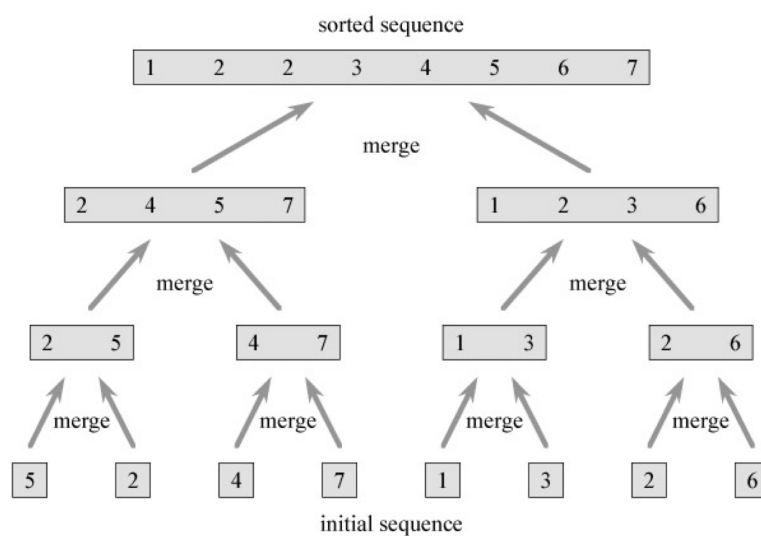 sorted sequence
1 2 2 3 4 5 6 7
merge
2 4 5 7
1 2 3 6
merge
merge
2 5
4 7
1 3
2 6
merge
merge
merge
merge
5
2
4
7
1
3
2
6
initial sequence